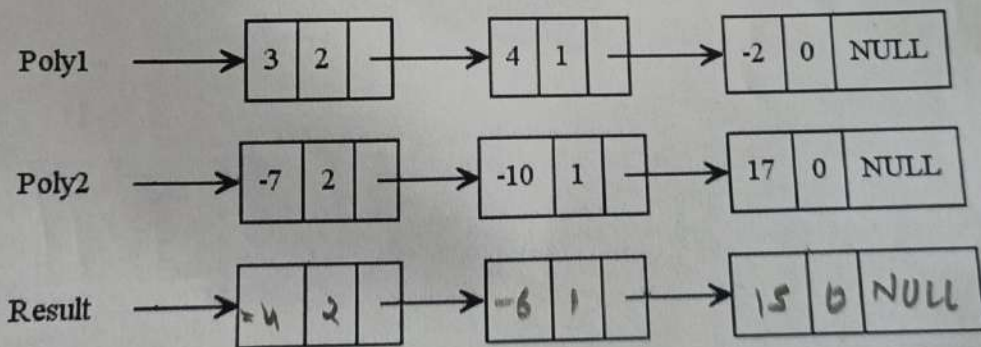 Poly1 3 2 4 1 -2 0 NULL
Poly2 -7 2 -10 1 17 0 NULL
Result -4 2 -6 1 15 0 NULL